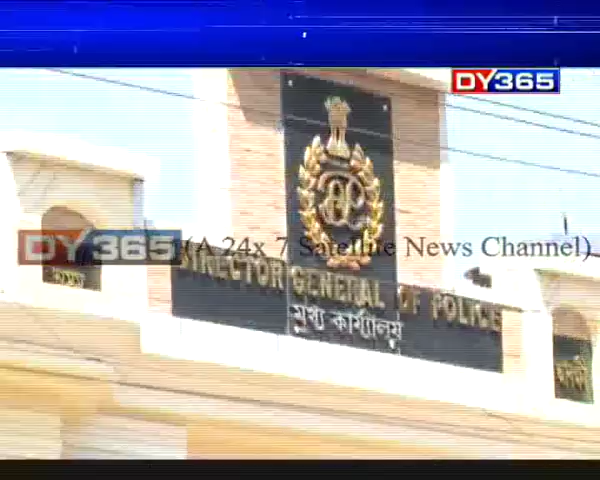 DY365
DY365 (A 24x 7 Satellite News Channel)
DIRECTOR GENERAL OF POLICE
মুখ্য কাৰ্য্যালয়